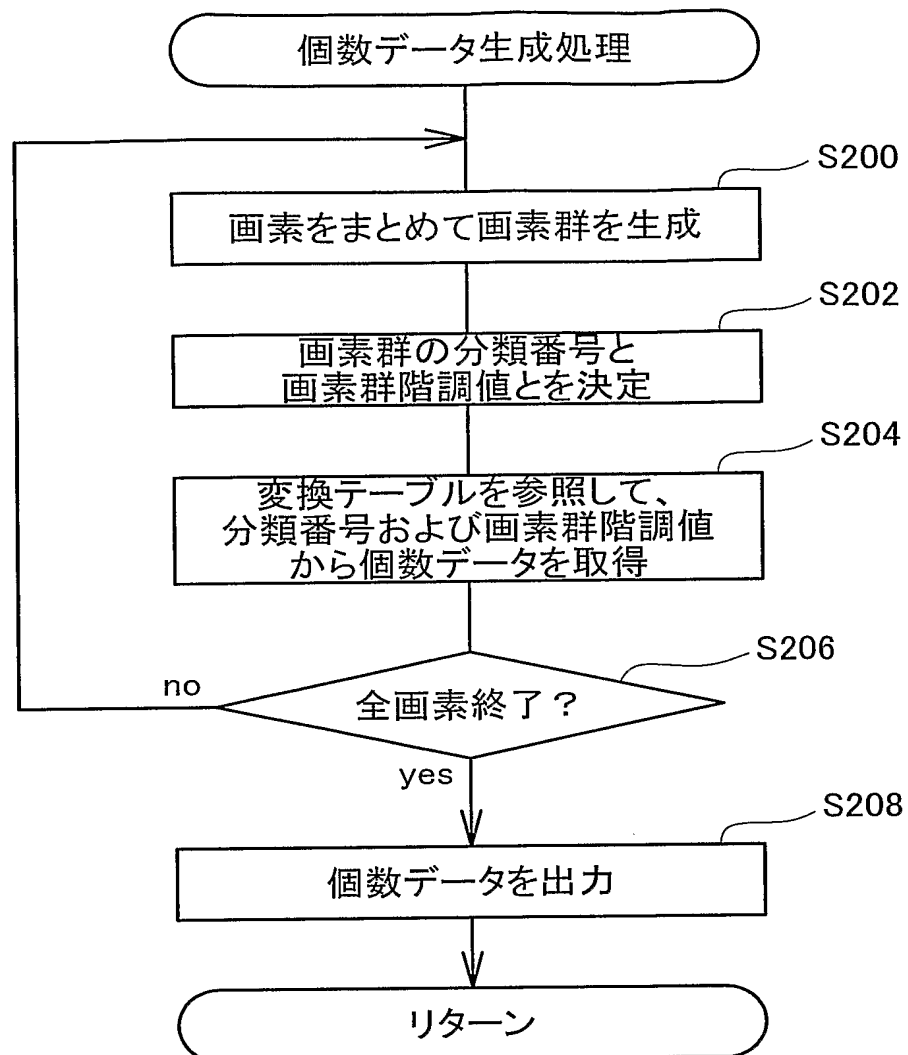 個数データ生成処理
S200
画素をまとめて画素群を生成
S202
画素群の分類番号と
画素群階調値とを決定
S204
変換テーブルを参照して、
分類番号および画素群階調値
から個数データを取得
S206
全画素終了？
no
yes
S208
個数データを出力
リターン